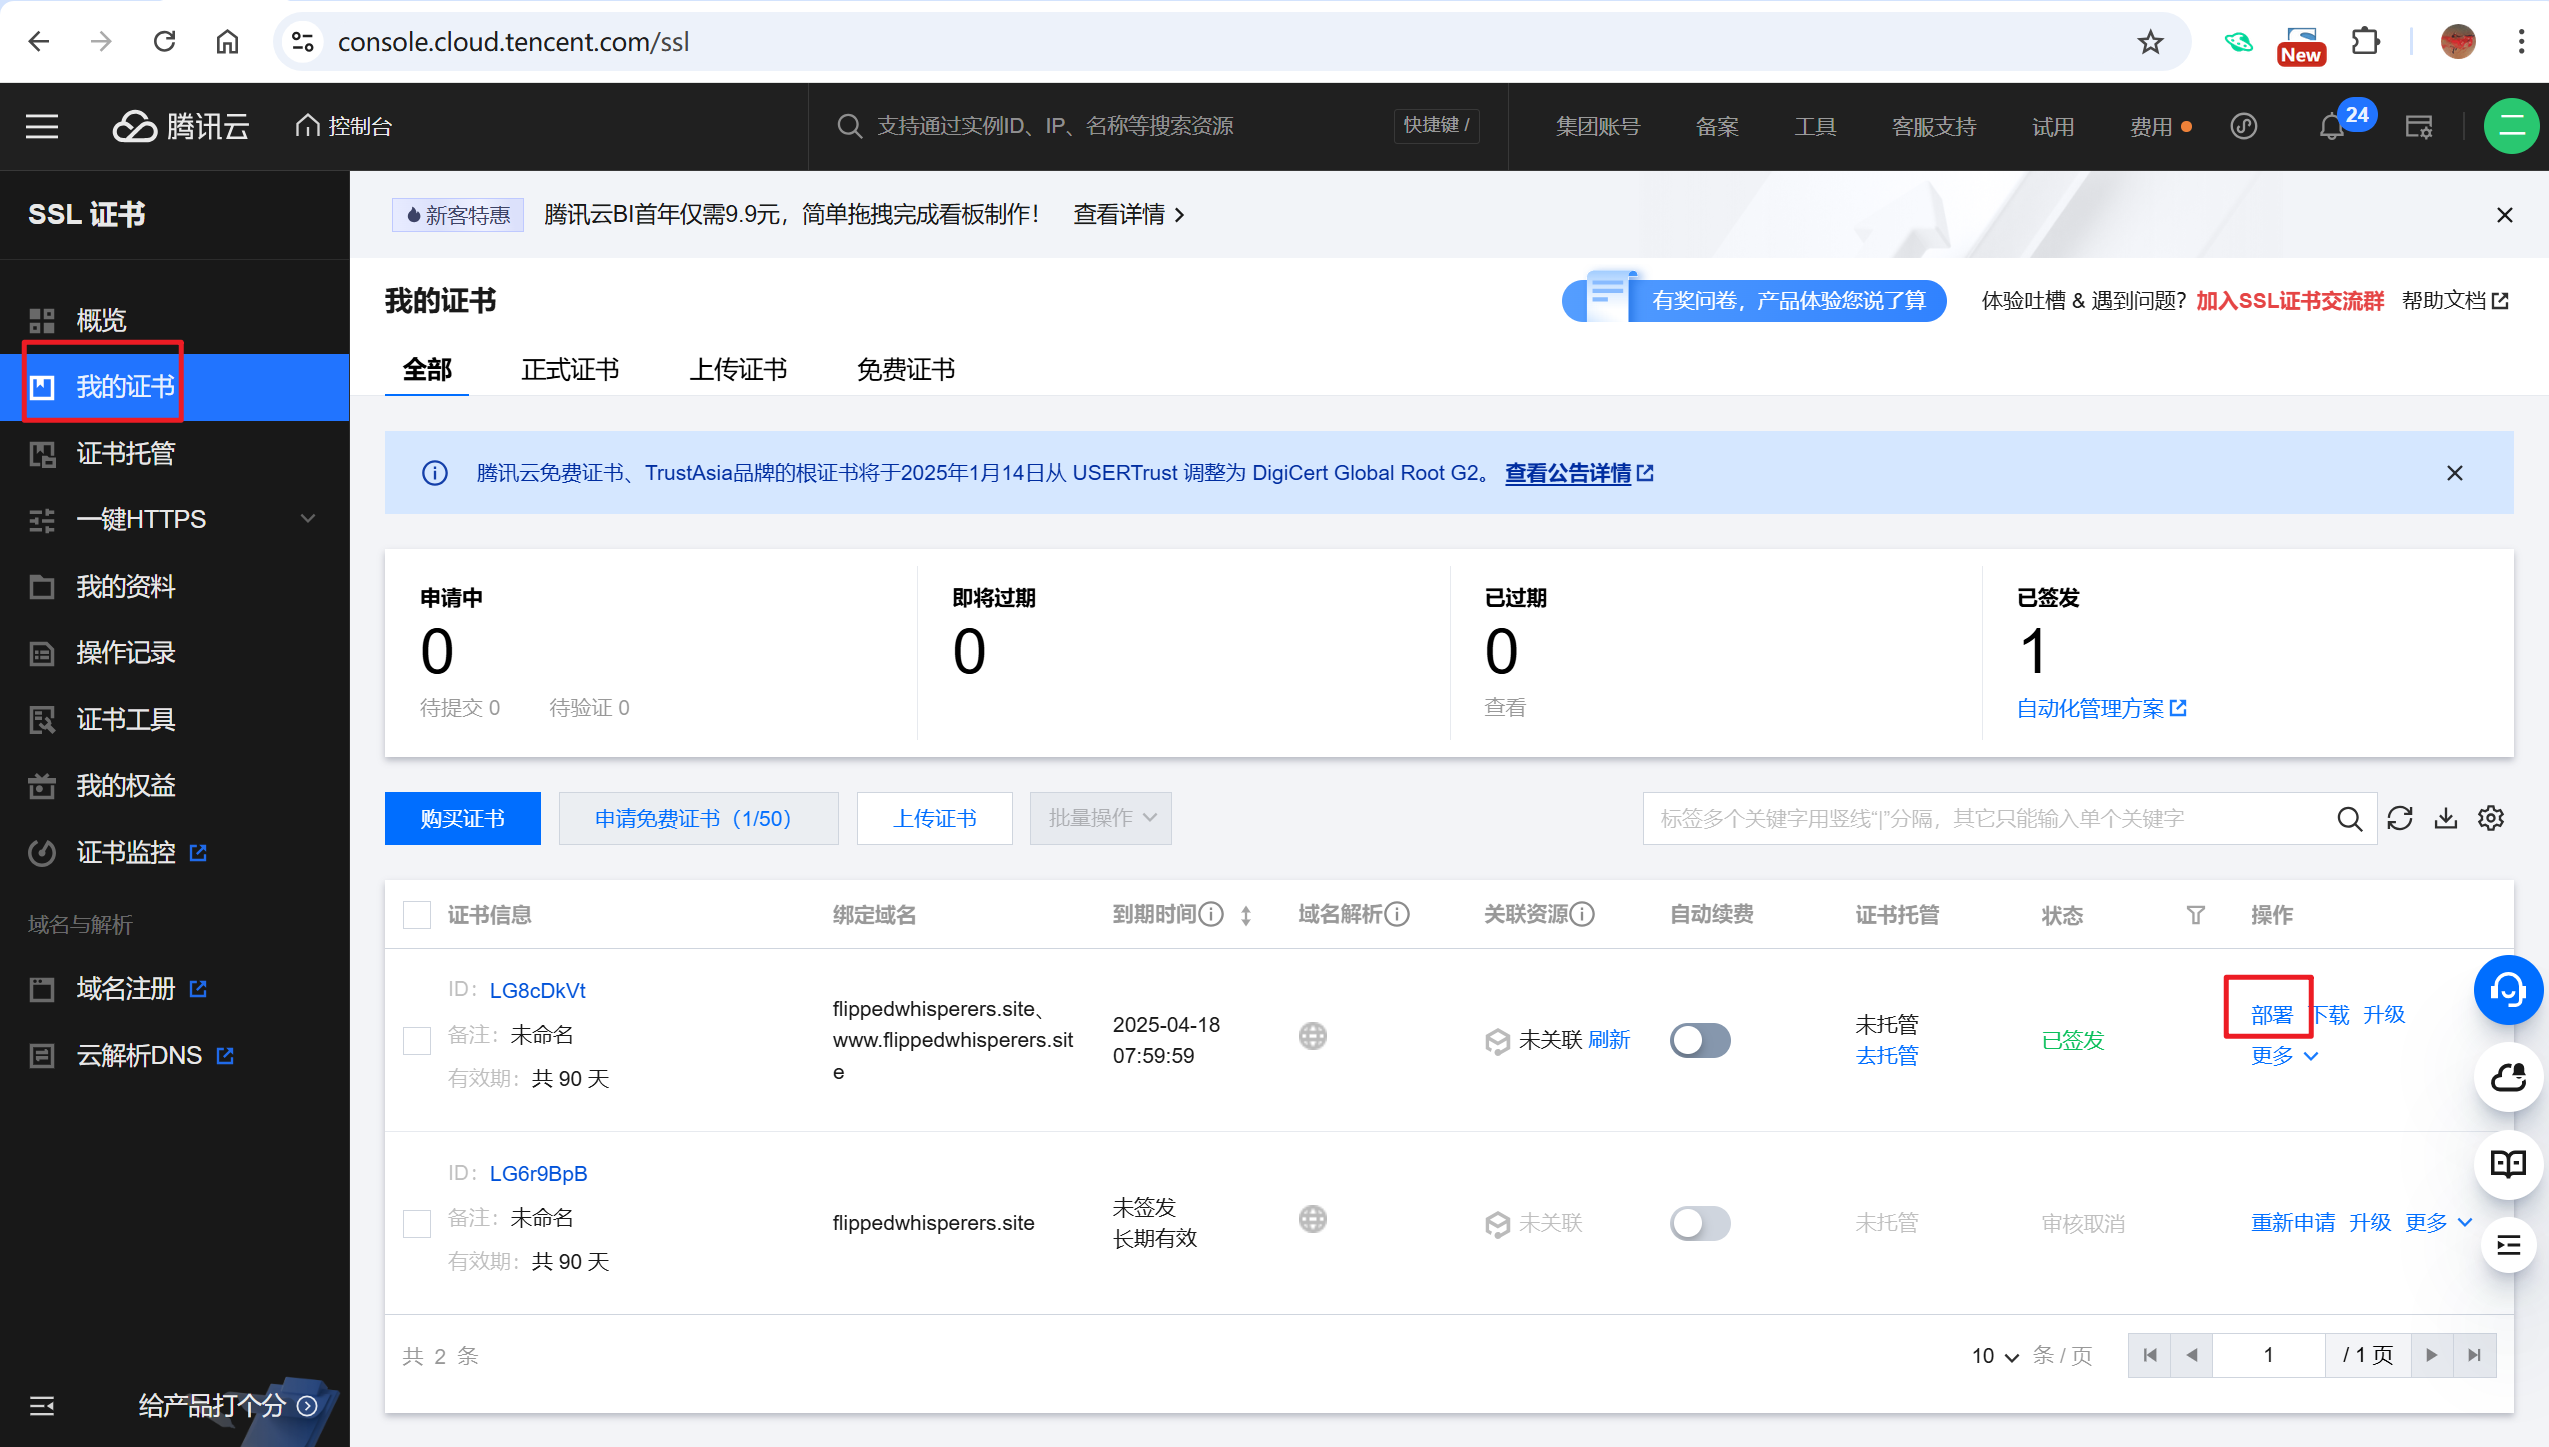 console.cloud.tencent.com/ssl
New
腾讯云
控制台
支持通过实例ID、IP、名称等搜索资源
快捷键 /
集团账号
备案
工具
客服支持
试用
费用
24
SSL 证书
概览
我的证书
证书托管
一键HTTPS
我的资料
操作记录
证书工具
我的权益
证书监控
域名与解析
域名注册
云解析DNS
给产品打个分
新客特惠 腾讯云BI首年仅需9.9元，简单拖拽完成看板制作！ 查看详情
我的证书
有奖问卷，产品体验您说了算
体验吐槽 & 遇到问题？加入SSL证书交流群
帮助文档
全部 正式证书 上传证书 免费证书
腾讯云免费证书、TrustAsia品牌的根证书将于2025年1月14日从 USERTrust 调整为 DigiCert Global Root G2。 查看公告详情
申请中
0
待提交 0 待验证 0
即将过期
0
已过期
0
查看
已签发
1
自动化管理方案
购买证书 申请免费证书（1/50） 上传证书 批量操作
标签多个关键字用竖线“|”分隔，其它只能输入单个关键字
证书信息 绑定域名 到期时间 域名解析 关联资源 自动续费 证书托管 状态 操作
ID： LG8cDkVt
备注： 未命名
有效期： 共 90 天
flippedwhisperers.site、
www.flippedwhisperers.sit
e
2025-04-18
07:59:59
未关联 刷新
未托管
去托管
已签发
部署 下载 升级
更多
ID： LG6r9BpB
备注： 未命名
有效期： 共 90 天
flippedwhisperers.site
未签发
长期有效
未关联
未托管
审核取消
重新申请 升级 更多
共 2 条
10 条 / 页
1 / 1 页